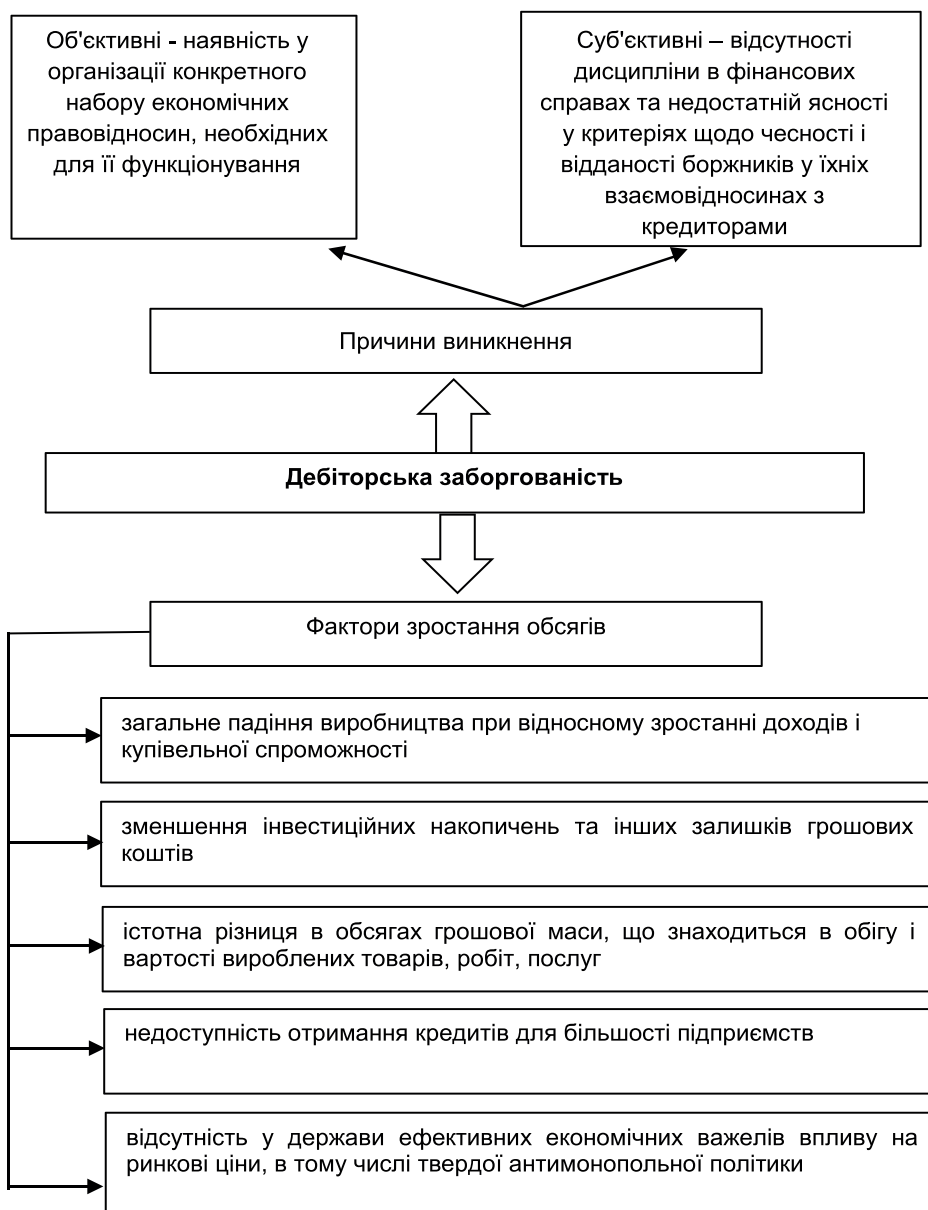 Об'єктивні - наявність у
організації конкретного
набору економічних
правовідносин, необхідних
для її функціонування
Суб'єктивні – відсутності
дисципліни в фінансових
справах та недостатній ясності
у критеріях щодо чесності і
відданості боржників у їхніх
взаємовідносинах з
кредиторами
Причини виникнення
Дебіторська заборгованість
Фактори зростання обсягів
загальне падіння виробництва при відносному зростанні доходів і
купівельної спроможності
зменшення інвестиційних накопичень та інших залишків грошових
коштів
істотна різниця в обсягах грошової маси, що знаходиться в обігу і
вартості вироблених товарів, робіт, послуг
недоступність отримання кредитів для більшості підприємств
відсутність у держави ефективних економічних важелів впливу на
ринкові ціни, в тому числі твердої антимонопольної політики